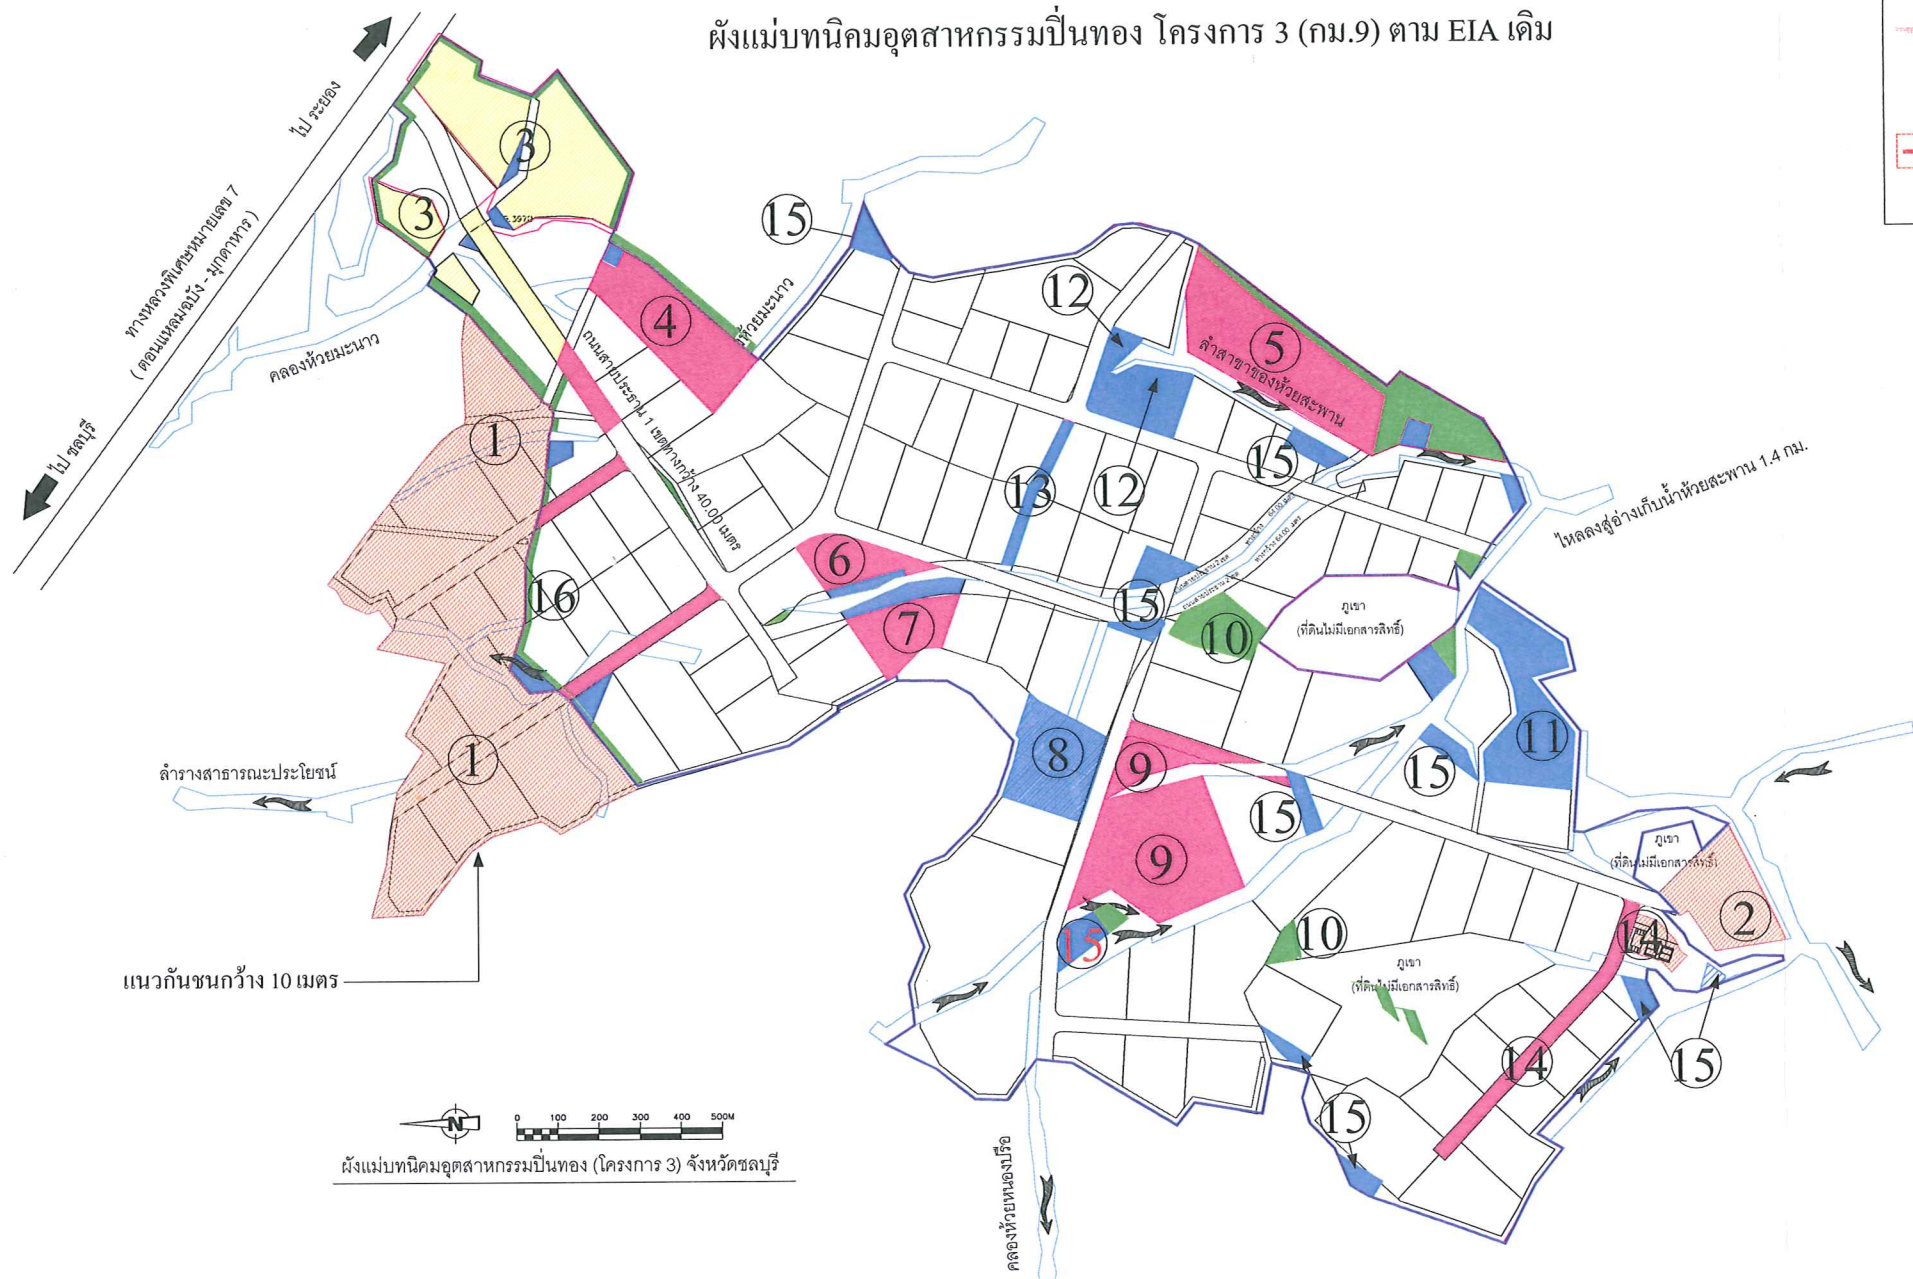 ผังแม่บทนิคมอุตสาหกรรมปิ่นทอง โครงการ 3 (กม.9) ตาม EIA เดิม
ไป ระยอง
ทางหลวงพิเศษหมายเลข 7
( ตอนแหลมฉบัง - มุกดาหาร )
ไป ชลบุรี
คลองห้วยมะนาว
3
3
15
ห้วยมะนาว
4
ถนนสายประธาน 1 เขตทางกว้าง 40.00 เมตร
12
5
ลำสาขาของห้วยสะพาน
1
13
12
15
ไหลลงสู่อ่างเก็บน้ำห้วยสะพาน 1.4 กม.
6
16
7
15
10
ภูเขา
(ที่ดินไม่มีเอกสารสิทธิ์)
ลำรางสาธารณะประโยชน์
1
8
9
15
15
11
9
ภูเขา
(ที่ดินไม่มีเอกสารสิทธิ์)
2
15
10
14
ภูเขา
(ที่ดินไม่มีเอกสารสิทธิ์)
แนวกันชนกว้าง 10 เมตร
14
15
15
N
0 100 200 300 400 500M
ผังแม่บทนิคมอุตสาหกรรมปิ่นทอง (โครงการ 3) จังหวัดชลบุรี
คลองห้วยหนองปรือ